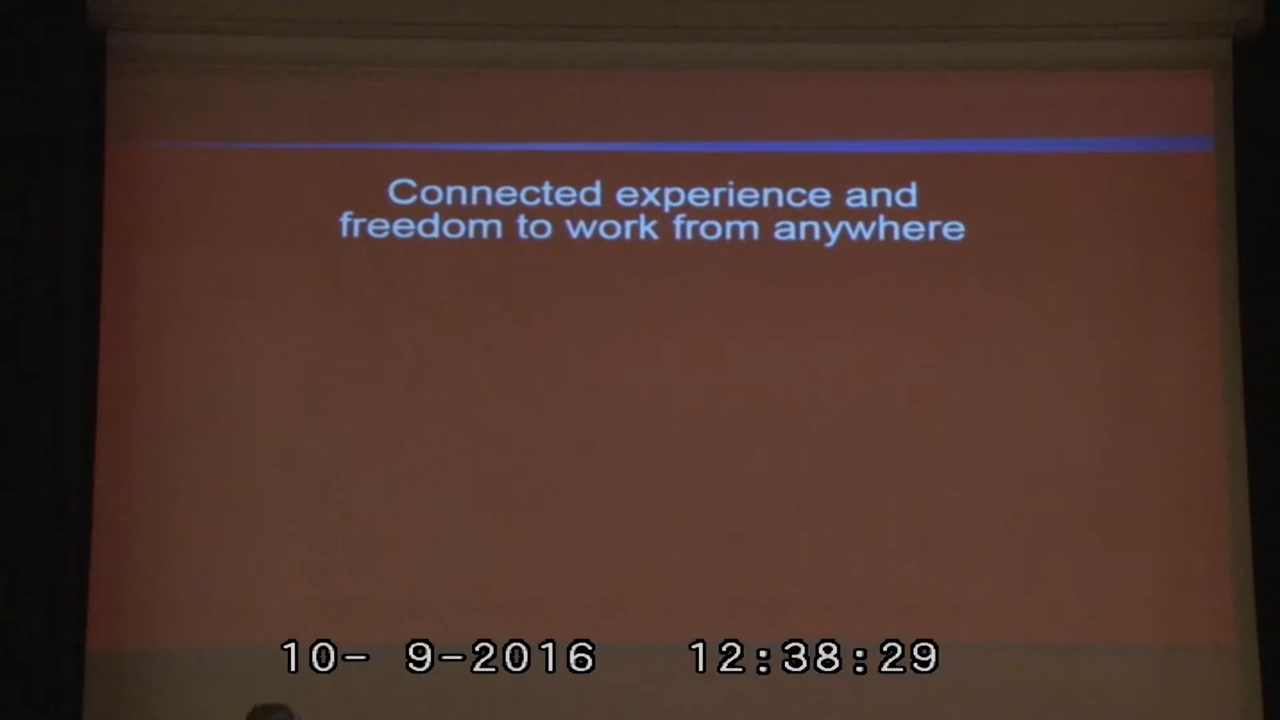 Connected experience and
freedom to work from anywhere
10- 9-2016 12:38:29